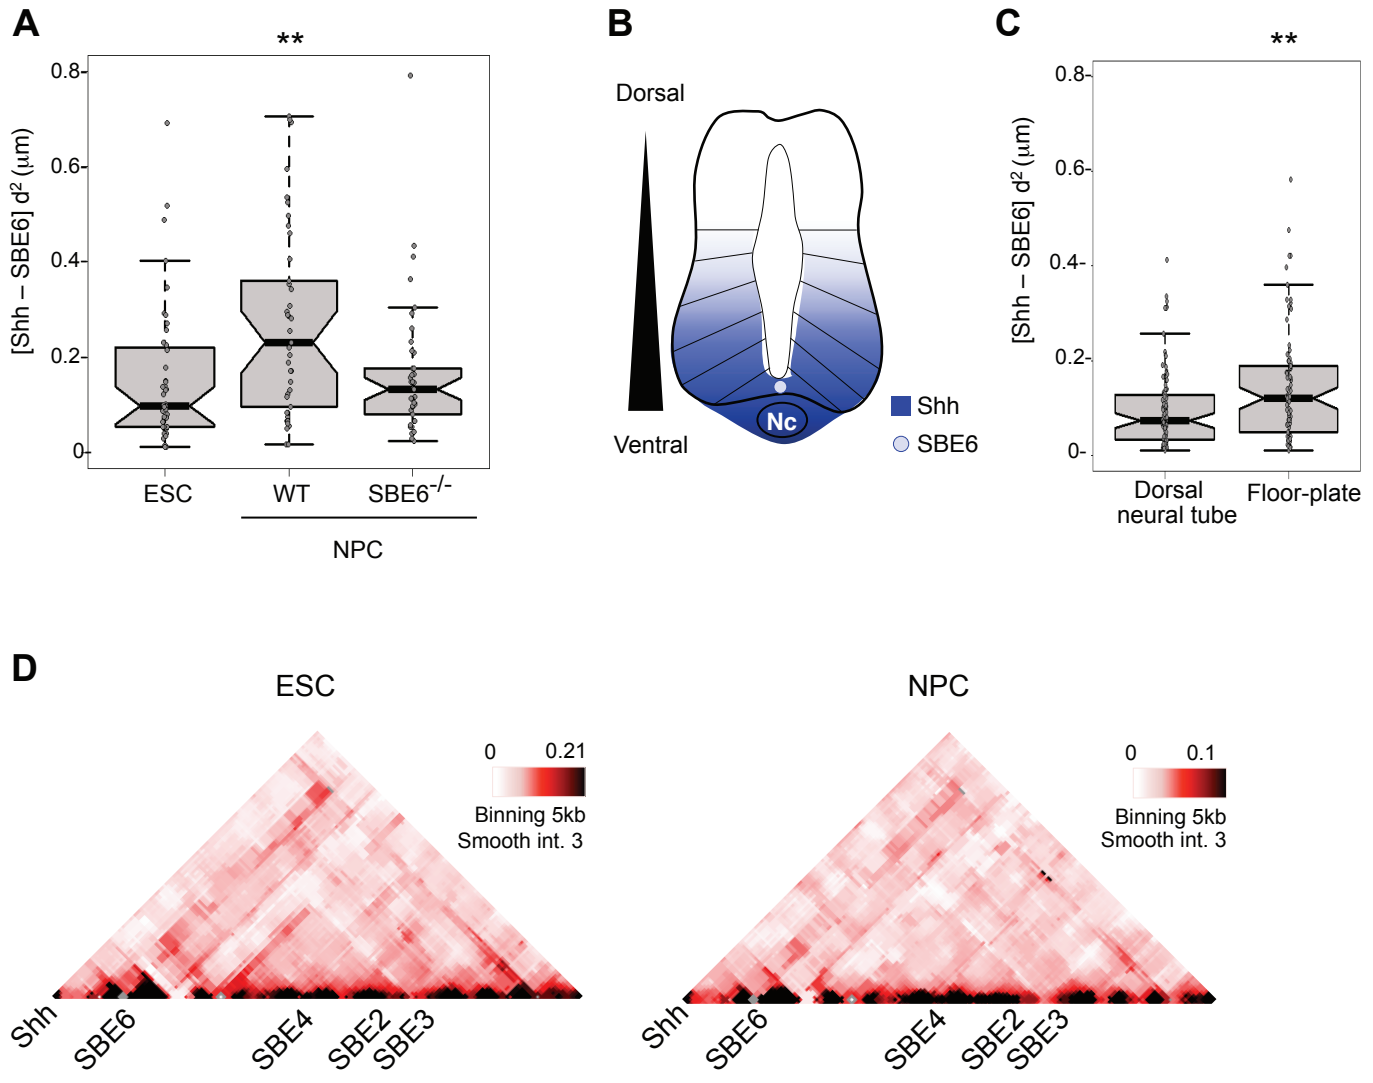 A
**
[Shh – SBE6] d² (μm)
0.8
0.6
0.4
0.2
0
ESC
WT
SBE6-/-
NPC
B
Dorsal
Ventral
Nc
Shh
SBE6
C
**
[Shh – SBE6] d² (μm)
0.8
0.6
0.4
0.2
0
Dorsal
neural tube
Floor-plate
D
ESC
0 0.21
Binning 5kb
Smooth int. 3
Shh
SBE6
SBE4
SBE2
SBE3
NPC
0 0.1
Binning 5kb
Smooth int. 3
Shh
SBE6
SBE4
SBE2
SBE3